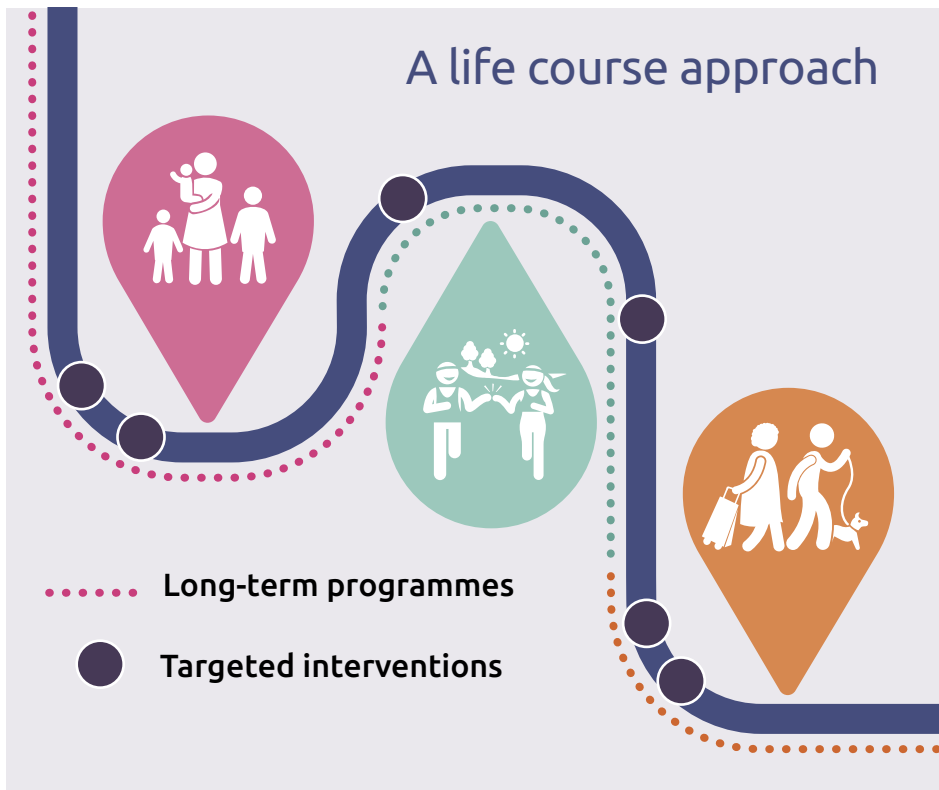 A life course approach
Long-term programmes
Targeted interventions